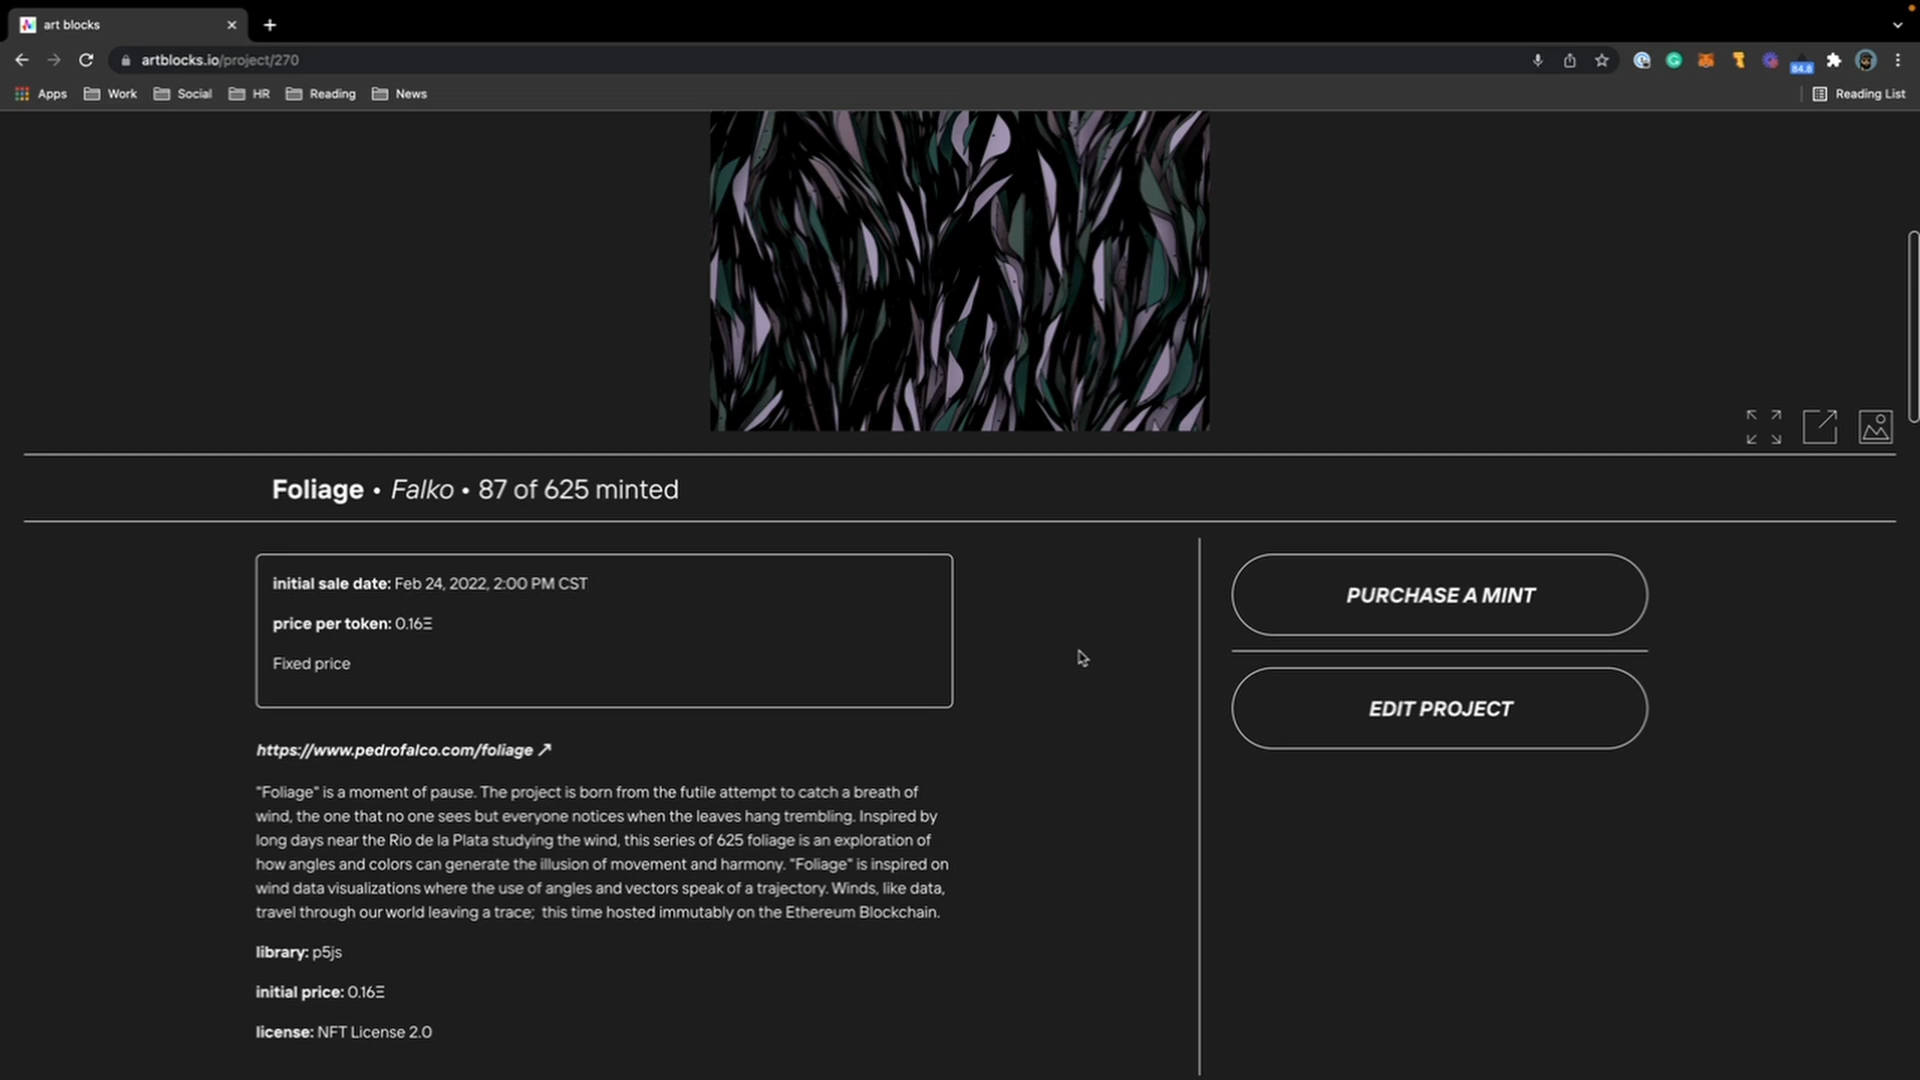 art blocks
artblocks.io/project/270
84.8
Apps Work Social HR Reading News Reading List
Foliage • Falko • 87 of 625 minted
initial sale date: Feb 24, 2022, 2:00 PM CST
price per token: 0.16Ξ
Fixed price
PURCHASE A MINT
EDIT PROJECT
https://www.pedrofalco.com/foliage ↗
"Foliage" is a moment of pause. The project is born from the futile attempt to catch a breath of
wind, the one that no one sees but everyone notices when the leaves hang trembling. Inspired by
long days near the Rio de la Plata studying the wind, this series of 625 foliage is an exploration of
how angles and colors can generate the illusion of movement and harmony. "Foliage" is inspired on
wind data visualizations where the use of angles and vectors speak of a trajectory. Winds, like data,
travel through our world leaving a trace; this time hosted immutably on the Ethereum Blockchain.
library: p5js
initial price: 0.16Ξ
license: NFT License 2.0